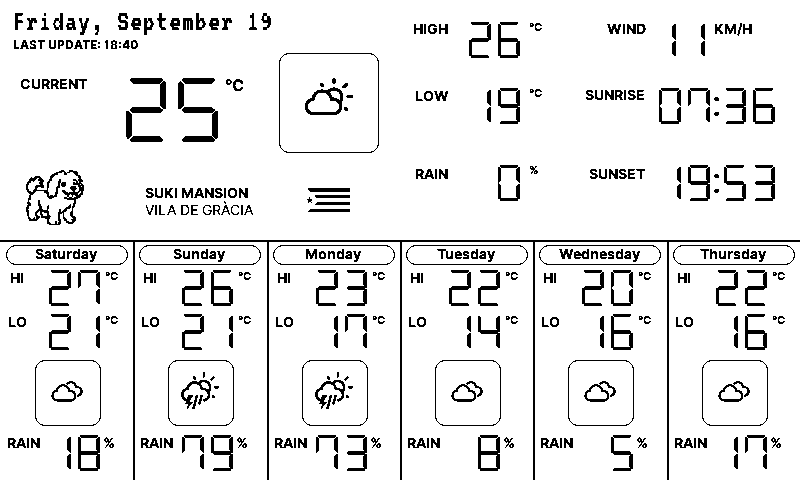 Friday, September 19
LAST UPDATE: 18:40
CURRENT 25 °C
HIGH 26 °C
LOW 19 °C
RAIN 0 %
WIND 11 KM/H
SUNRISE 07:36
SUNSET 19:53
SUKI MANSION
VILA DE GRÀCIA
Saturday
HI 27 °C
LO 21 °C
RAIN 18 %
Sunday
HI 26 °C
LO 21 °C
RAIN 79 %
Monday
HI 23 °C
LO 17 °C
RAIN 73 %
Tuesday
HI 22 °C
LO 14 °C
RAIN 8 %
Wednesday
HI 20 °C
LO 16 °C
RAIN 5 %
Thursday
HI 22 °C
LO 16 °C
RAIN 17 %